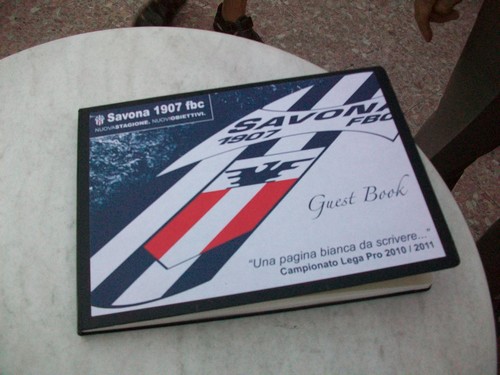 Savona 1907 fbc
NUOVA STAGIONE, NUOVI OBIETTIVI.
SAVONA
1907 FBC
Guest Book
"Una pagina bianca da scrivere..."
Campionato Lega Pro 2010 / 2011